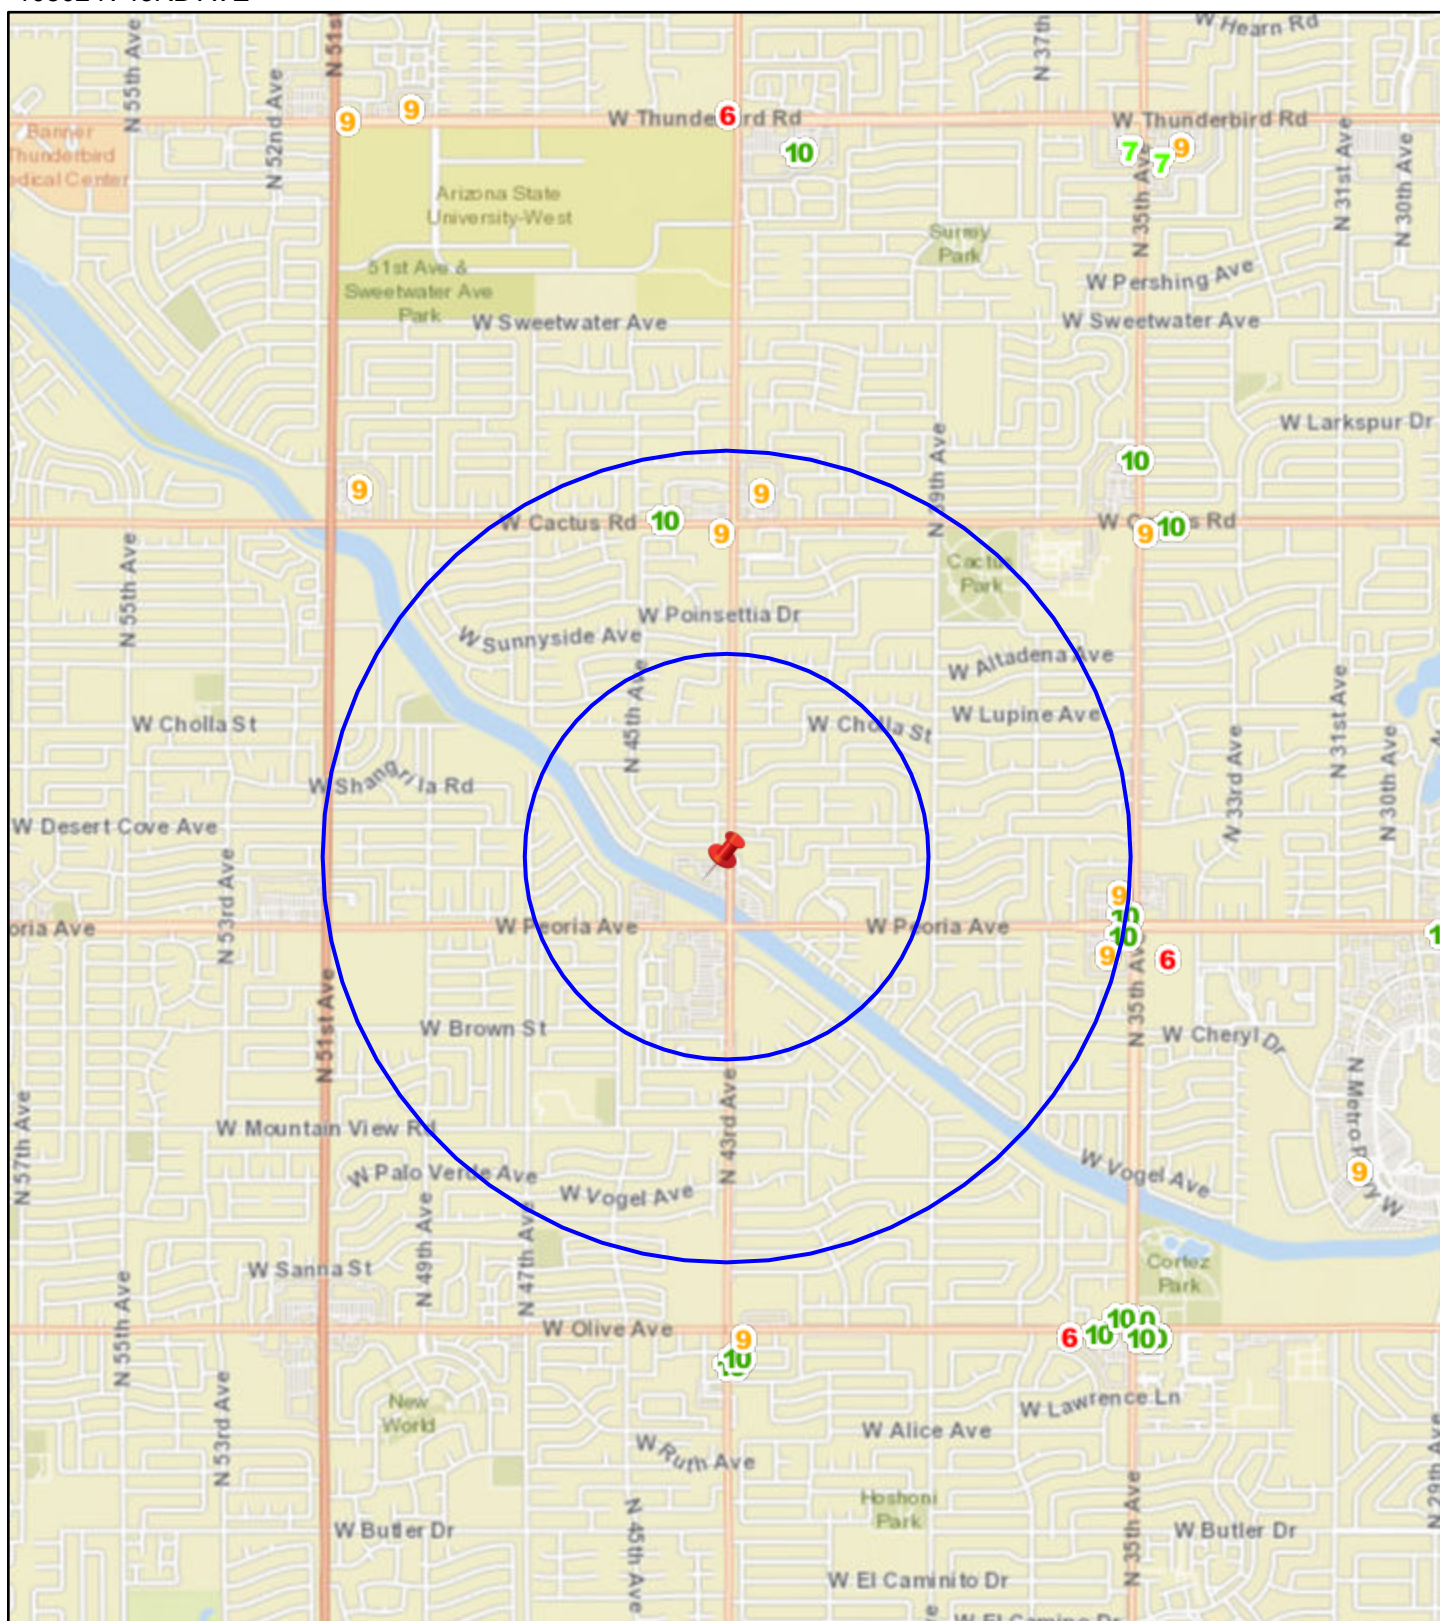 W Hearn Rd
N 55th Ave
N 51st
N 37th
N 52nd Ave
9
9
6
W Thunderbird Rd
W Thunderbird Rd
Banner
Thunderbird
edical Center
10
7
7
9
N 31st Ave
N 30th Ave
N 35th Ave
Arizona State
University-West
Surrey
Park
51st Ave &
Sweetwater Ave
Park
W Pershing Ave
W Sweetwater Ave
W Sweetwater Ave
W Larkspur Dr
N 39th Ave
10
9
9
W Cactus Rd
10
9
W Cactus Rd
9
10
N 55th Ave
Cactus
Park
W Poinsettia Dr
W Sunnyside Ave
W Altadena Ave
N 45th Ave
N 31st Ave
W Cholla St
W Cholla St
W Lupine Ave
N 33rd Ave
N 30th Ave
W Shangri la Rd
W Desert Cove Ave
N 53rd Ave
9
10
oria Ave
W Peoria Ave
W Peoria Ave
10
9
6
N 51st Ave
N 35th Ave
W Brown St
W Cheryl Dr
N 43rd Ave
N 57th Ave
W Mountain View Rd
N Metro P
ky W
9
W Palo Verde Ave
W Vogel Ave
W Vogel Ave
N 49th Ave
N 47th Ave
W Sanna St
Cortez
Park
N 55th Ave
W Olive Ave
9
10
6
10
10
10
N 53rd Ave
New
World
W Lawrence Ln
W Alice Ave
W Ruth Ave
N 29th Ave
Hoshoni
Park
N 35th Ave
N 45th Ave
W Butler Dr
W Butler Dr
W El Caminito Dr